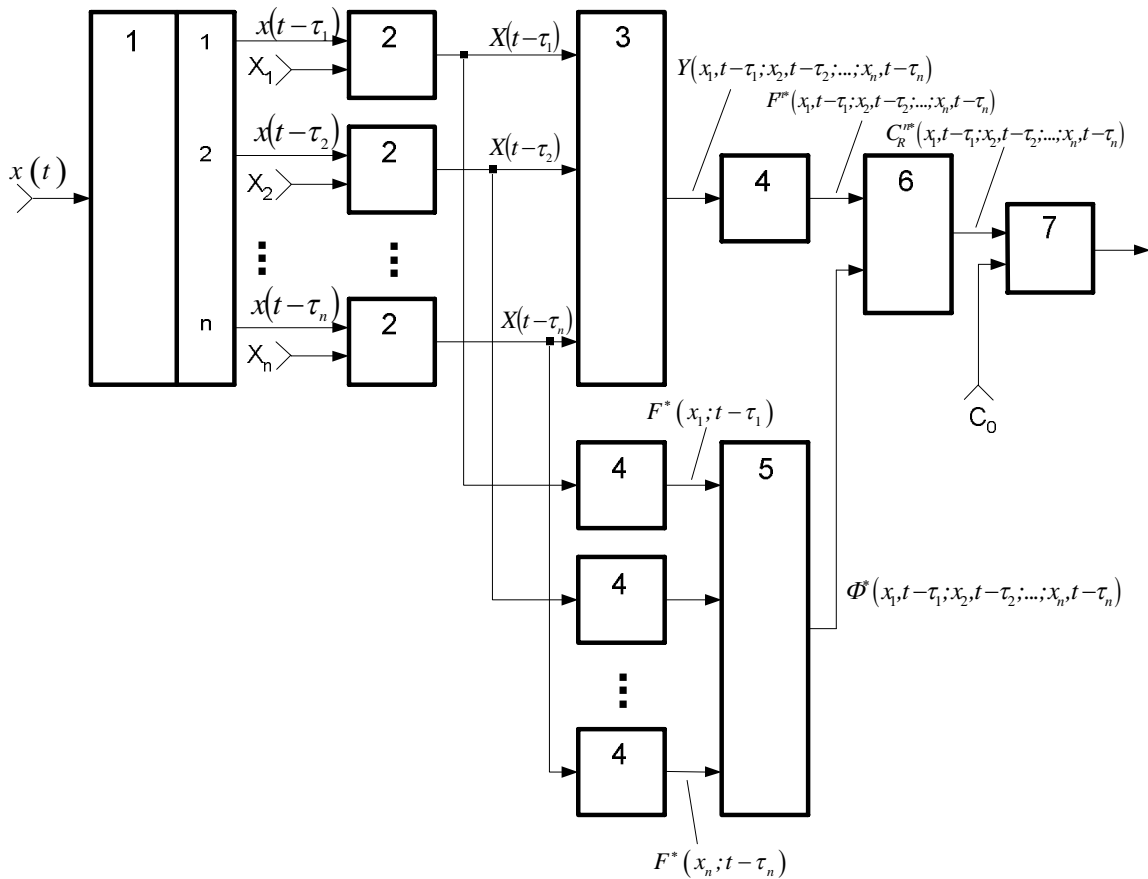 1
1
x(t−τ₁)
2
X(t−τ₁)
3
X₁
Y(x₁,t−τ₁;x₂,t−τ₂;...;xₙ,t−τₙ)
Fⁿ*(x₁,t−τ₁;x₂,t−τ₂;...;xₙ,t−τₙ)
C_Rⁿ*(x₁,t−τ₁;x₂,t−τ₂;...;xₙ,t−τₙ)
2
x(t−τ₂)
2
X(t−τ₂)
x(t)
X₂
4
6
7
n
x(t−τₙ)
2
X(t−τₙ)
Xₙ
C₀
F*(x₁;t−τ₁)
4
5
4
Φ*(x₁,t−τ₁;x₂,t−τ₂;...;xₙ,t−τₙ)
4
F*(xₙ;t−τₙ)